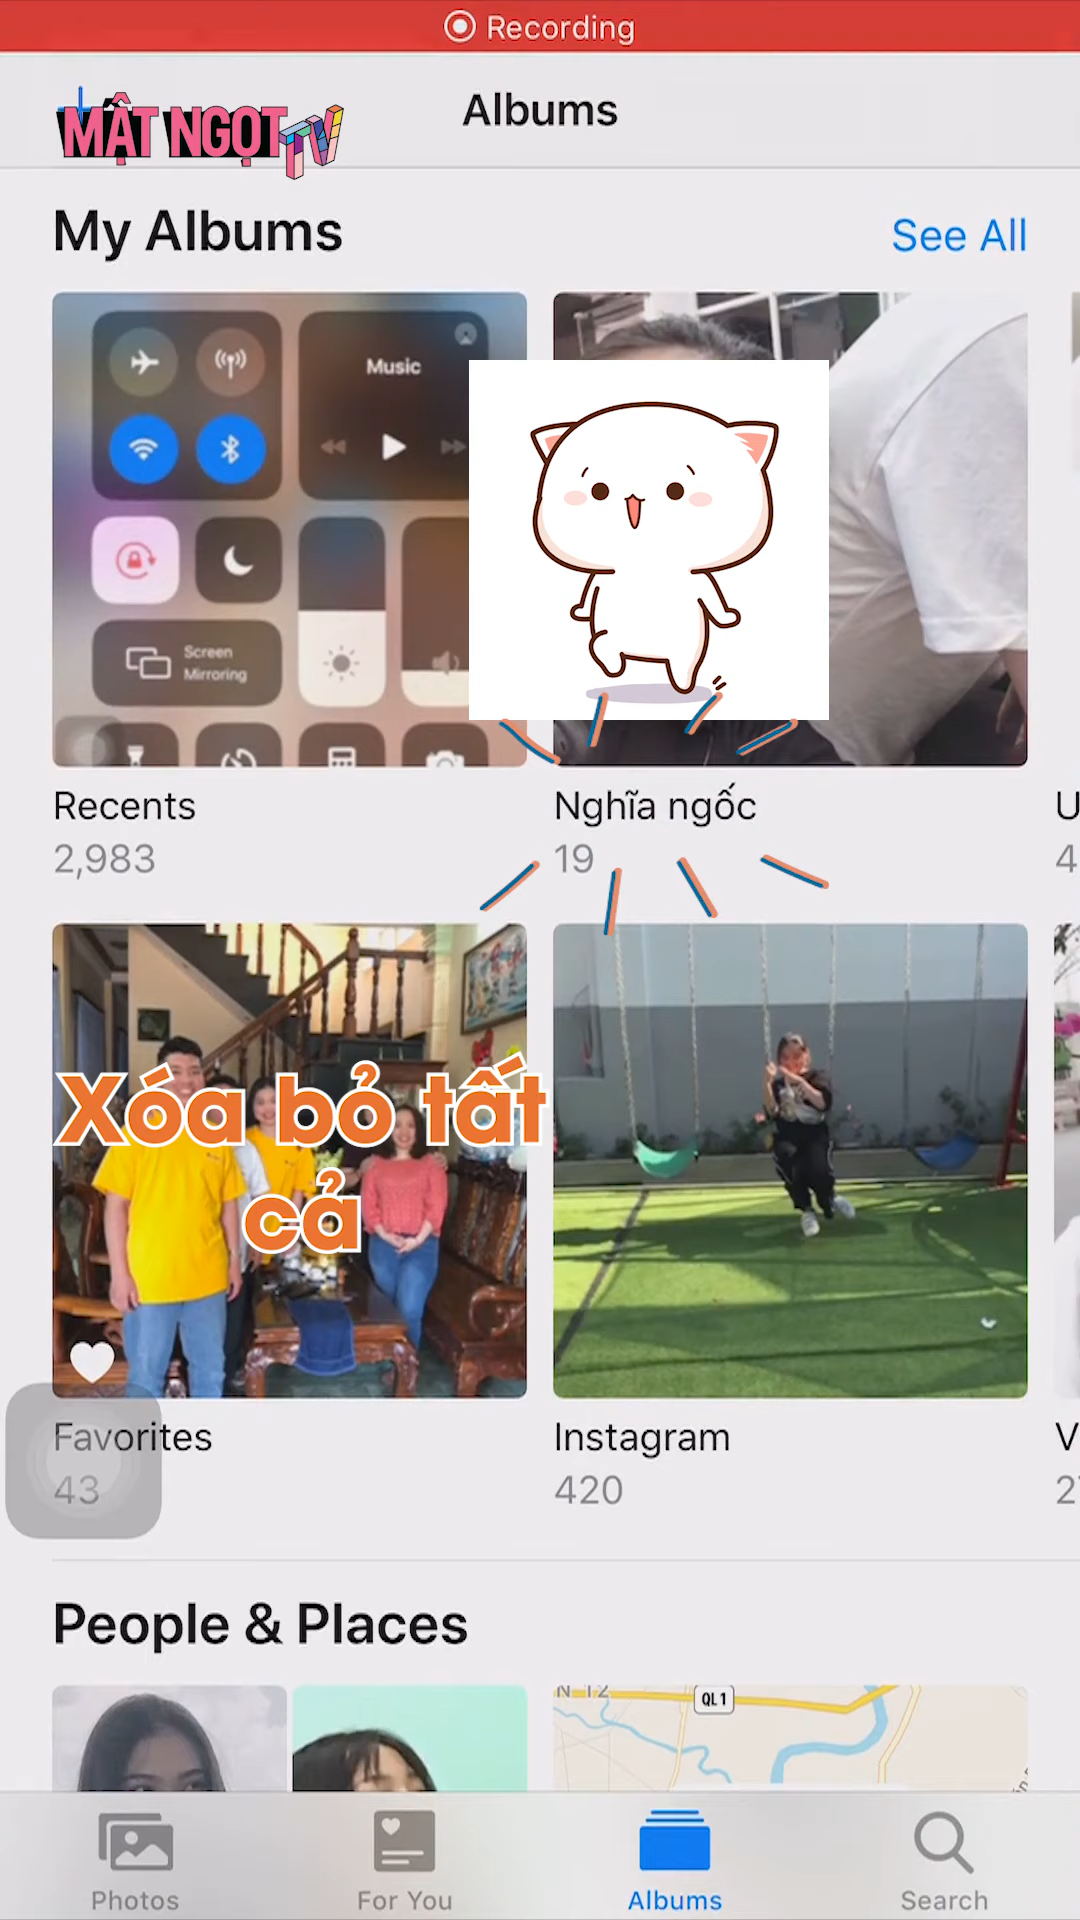 Recording
MẬT NGỌT TV
Albums
My Albums
See All
Music
Screen
Mirroring
Recents
2,983
Nghĩa ngốc
19
U
4
Xóa bỏ tất
cả
Favorites
43
Instagram
420
V
People & Places
QL1
Photos
For You
Albums
Search